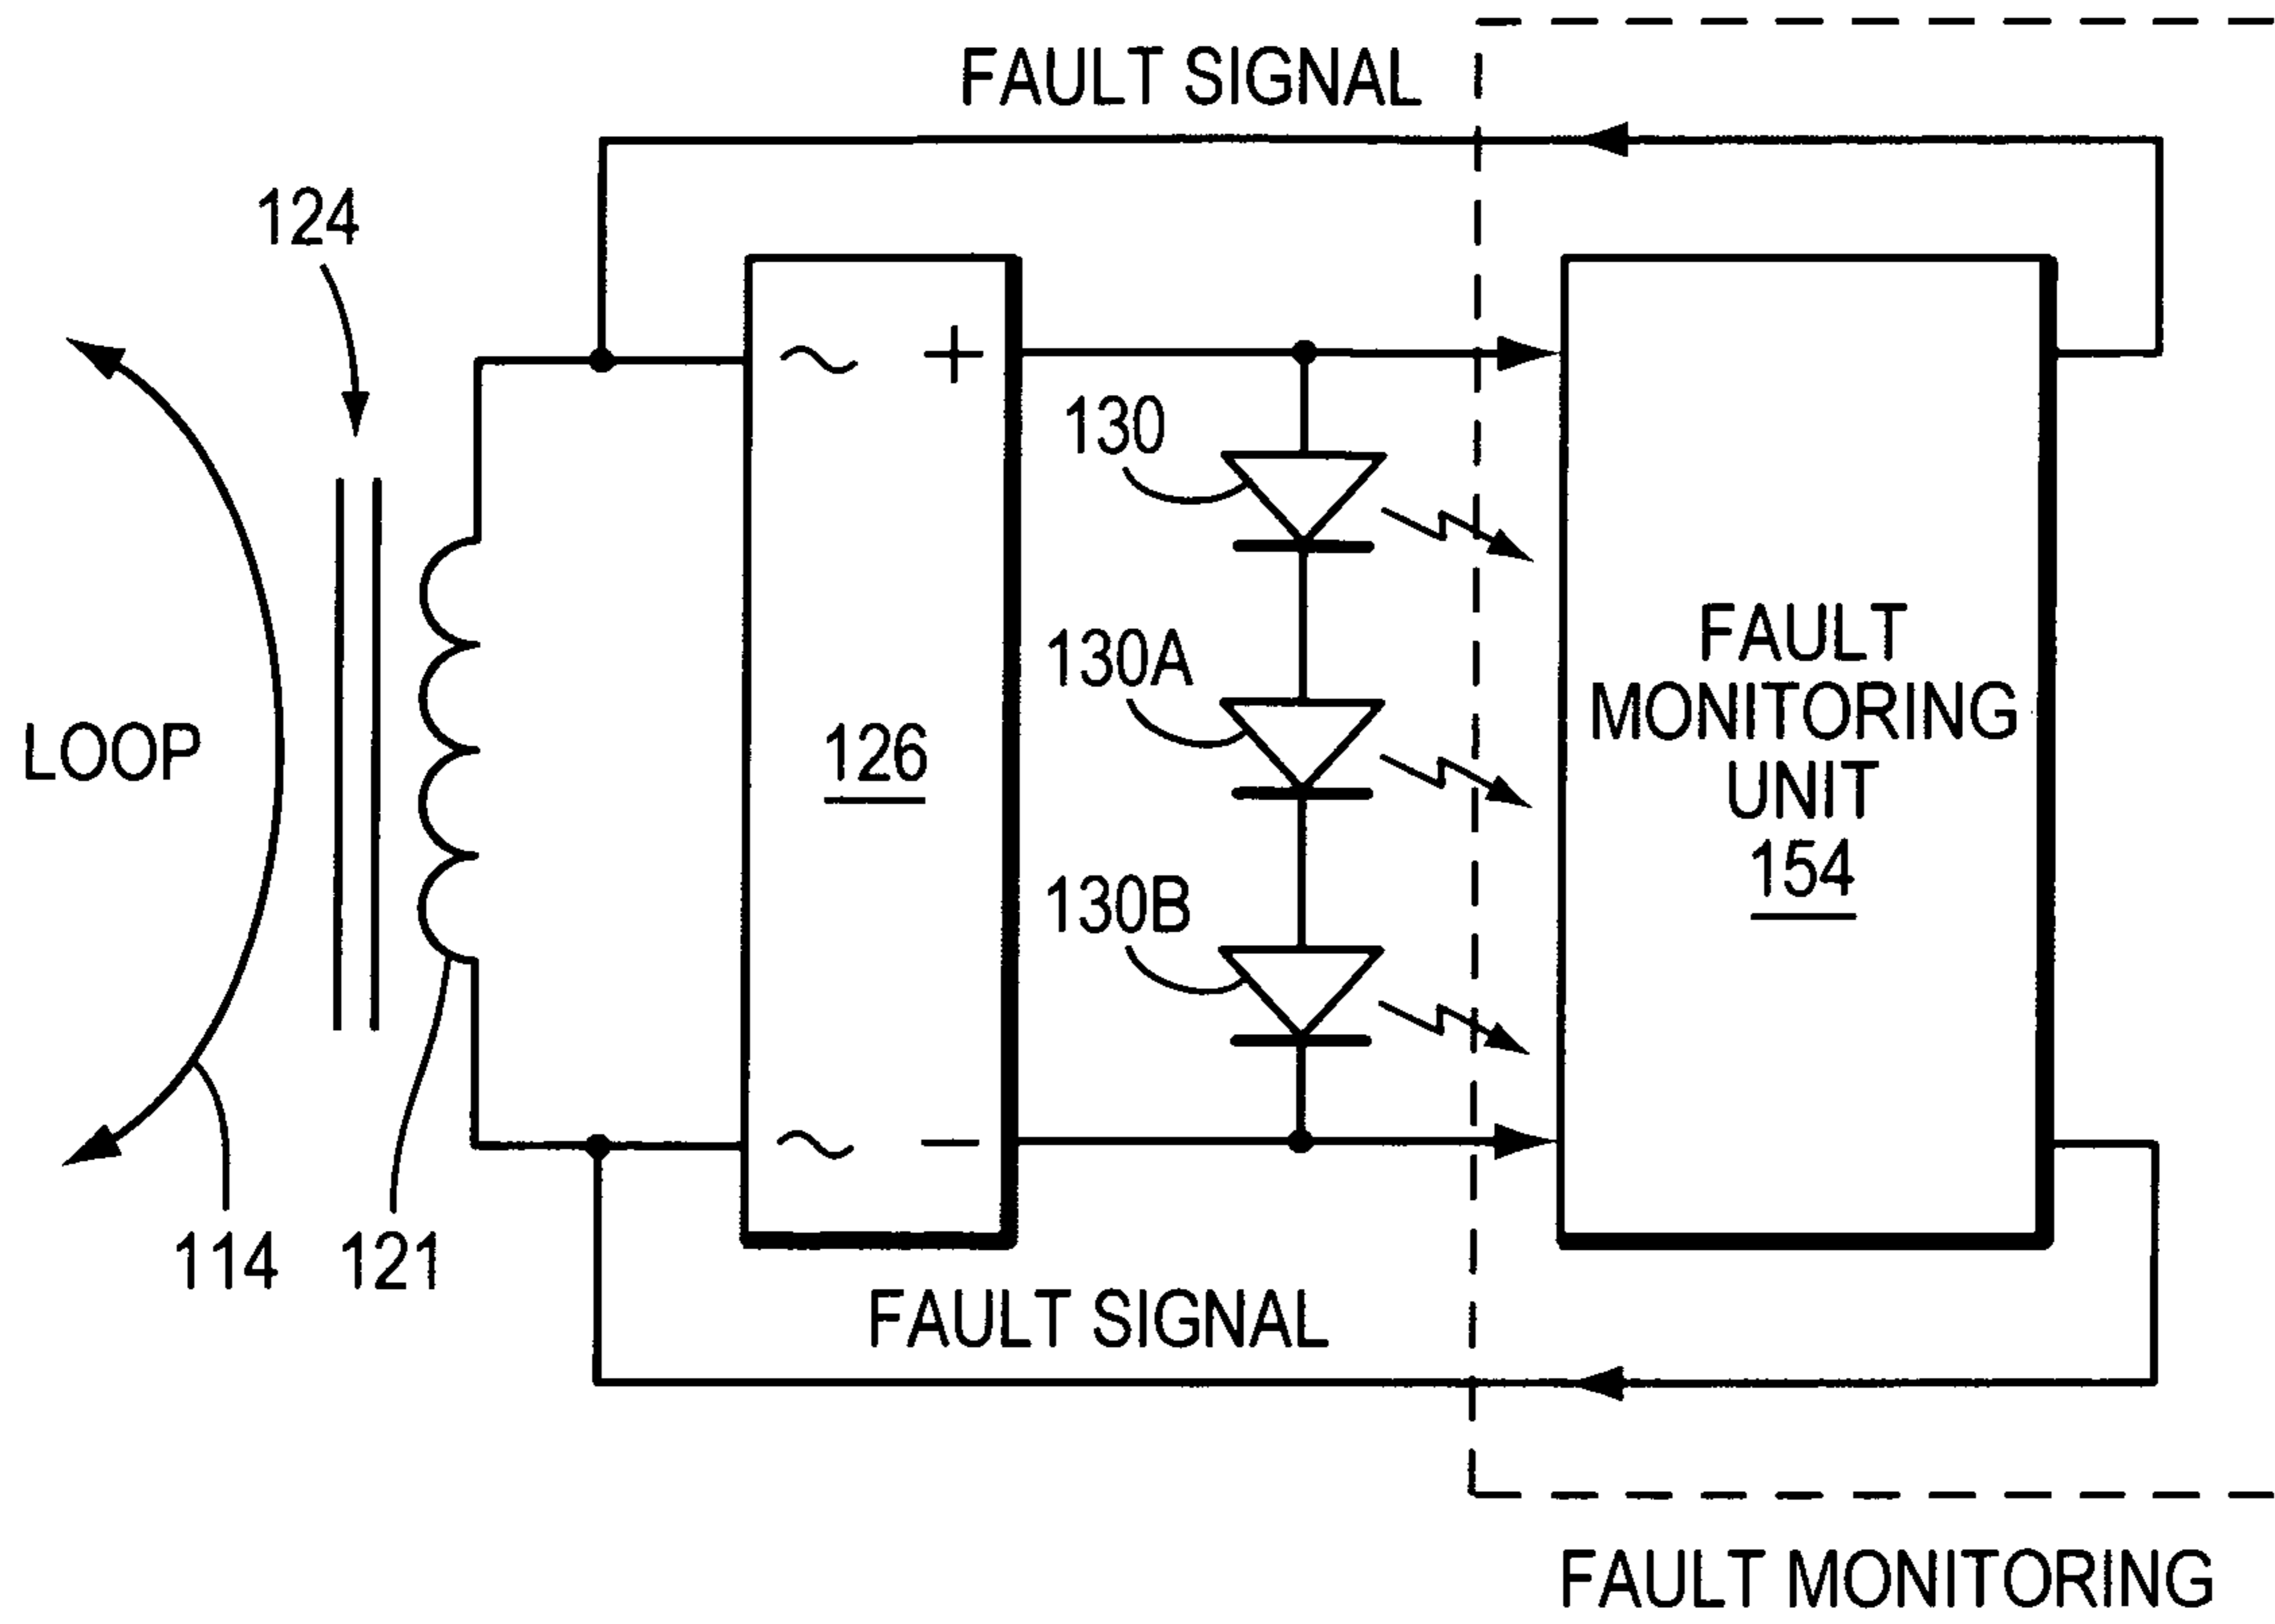 FAULT SIGNAL
124
+
130
130A
130B
LOOP
126
FAULT
MONITORING
UNIT
154
−
114
121
FAULT SIGNAL
FAULT MONITORING